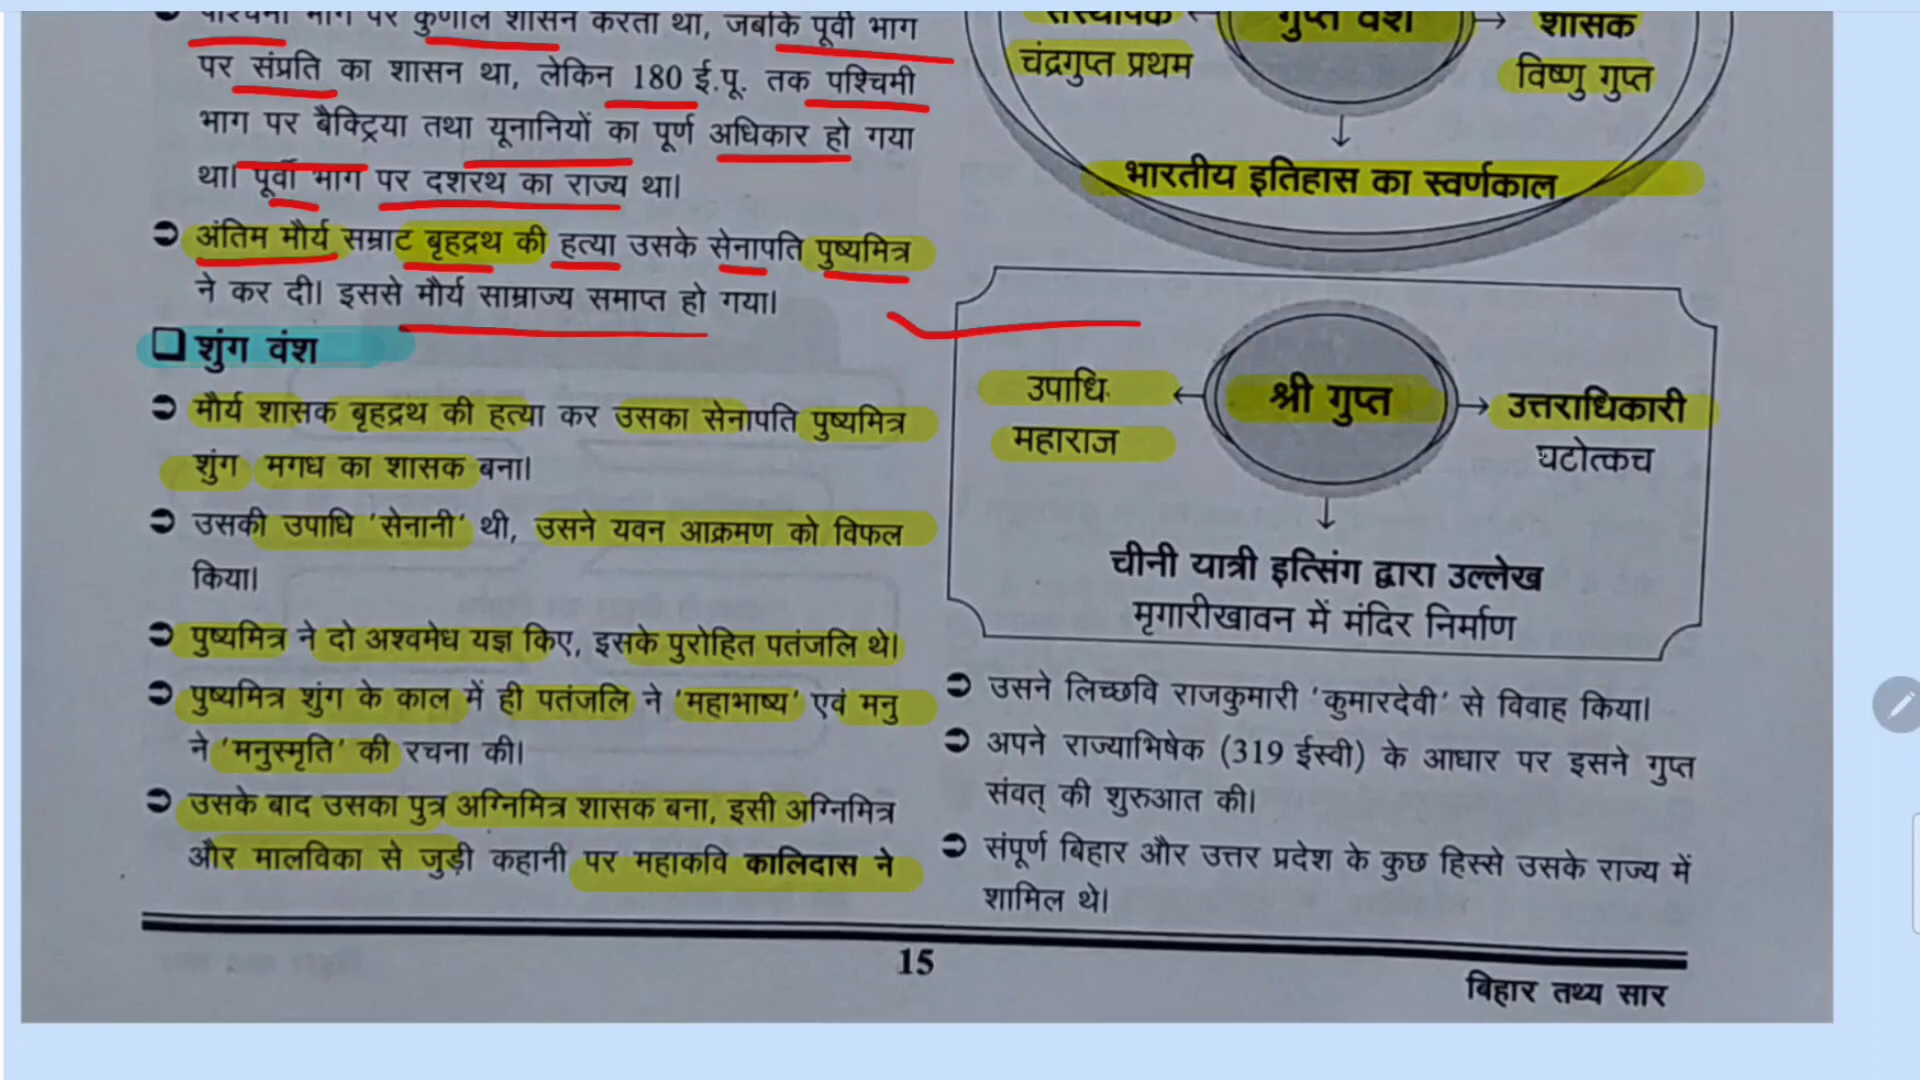 पश्चिमी भाग पर कुणाल शासन करता था, जबकि पूर्वी भाग
पर संप्रति का शासन था, लेकिन 180 ई.पू. तक पश्चिमी
भाग पर बैक्ट्रिया तथा यूनानियों का पूर्ण अधिकार हो गया
था। पूर्वी भाग पर दशरथ का राज्य था।
➲ अंतिम मौर्य सम्राट बृहद्रथ की हत्या उसके सेनापति पुष्यमित्र
ने कर दी। इससे मौर्य साम्राज्य समाप्त हो गया।
❑ शुंग वंश
➲ मौर्य शासक बृहद्रथ की हत्या कर उसका सेनापति पुष्यमित्र
शुंग मगध का शासक बना।
➲ उसकी उपाधि 'सेनानी' थी, उसने यवन आक्रमण को विफल
किया।
➲ पुष्यमित्र ने दो अश्वमेध यज्ञ किए, इसके पुरोहित पतंजलि थे।
➲ पुष्यमित्र शुंग के काल में ही पतंजलि ने 'महाभाष्य' एवं मनु
ने 'मनुस्मृति' की रचना की।
➲ उसके बाद उसका पुत्र अग्निमित्र शासक बना, इसी अग्निमित्र
और मालविका से जुड़ी कहानी पर महाकवि कालिदास ने
संस्थापक ← गुप्त वंश → शासक
चंद्रगुप्त प्रथम विष्णु गुप्त
↓
भारतीय इतिहास का स्वर्णकाल
उपाधि ← श्री गुप्त → उत्तराधिकारी
महाराज घटोत्कच
↓
चीनी यात्री इत्सिंग द्वारा उल्लेख
मृगारीखावन में मंदिर निर्माण
➲ उसने लिच्छवि राजकुमारी 'कुमारदेवी' से विवाह किया।
➲ अपने राज्याभिषेक (319 ईस्वी) के आधार पर इसने गुप्त
संवत् की शुरुआत की।
➲ संपूर्ण बिहार और उत्तर प्रदेश के कुछ हिस्से उसके राज्य में
शामिल थे।
15
बिहार तथ्य सार